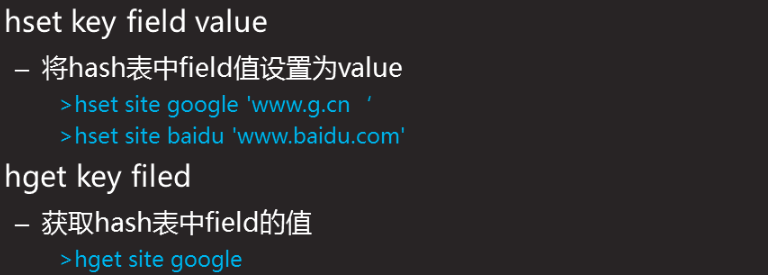 hset key field value
– 将hash表中field值设置为value
>hset site google 'www.g.cn‘
>hset site baidu 'www.baidu.com'
hget key filed
– 获取hash表中field的值
>hget site google